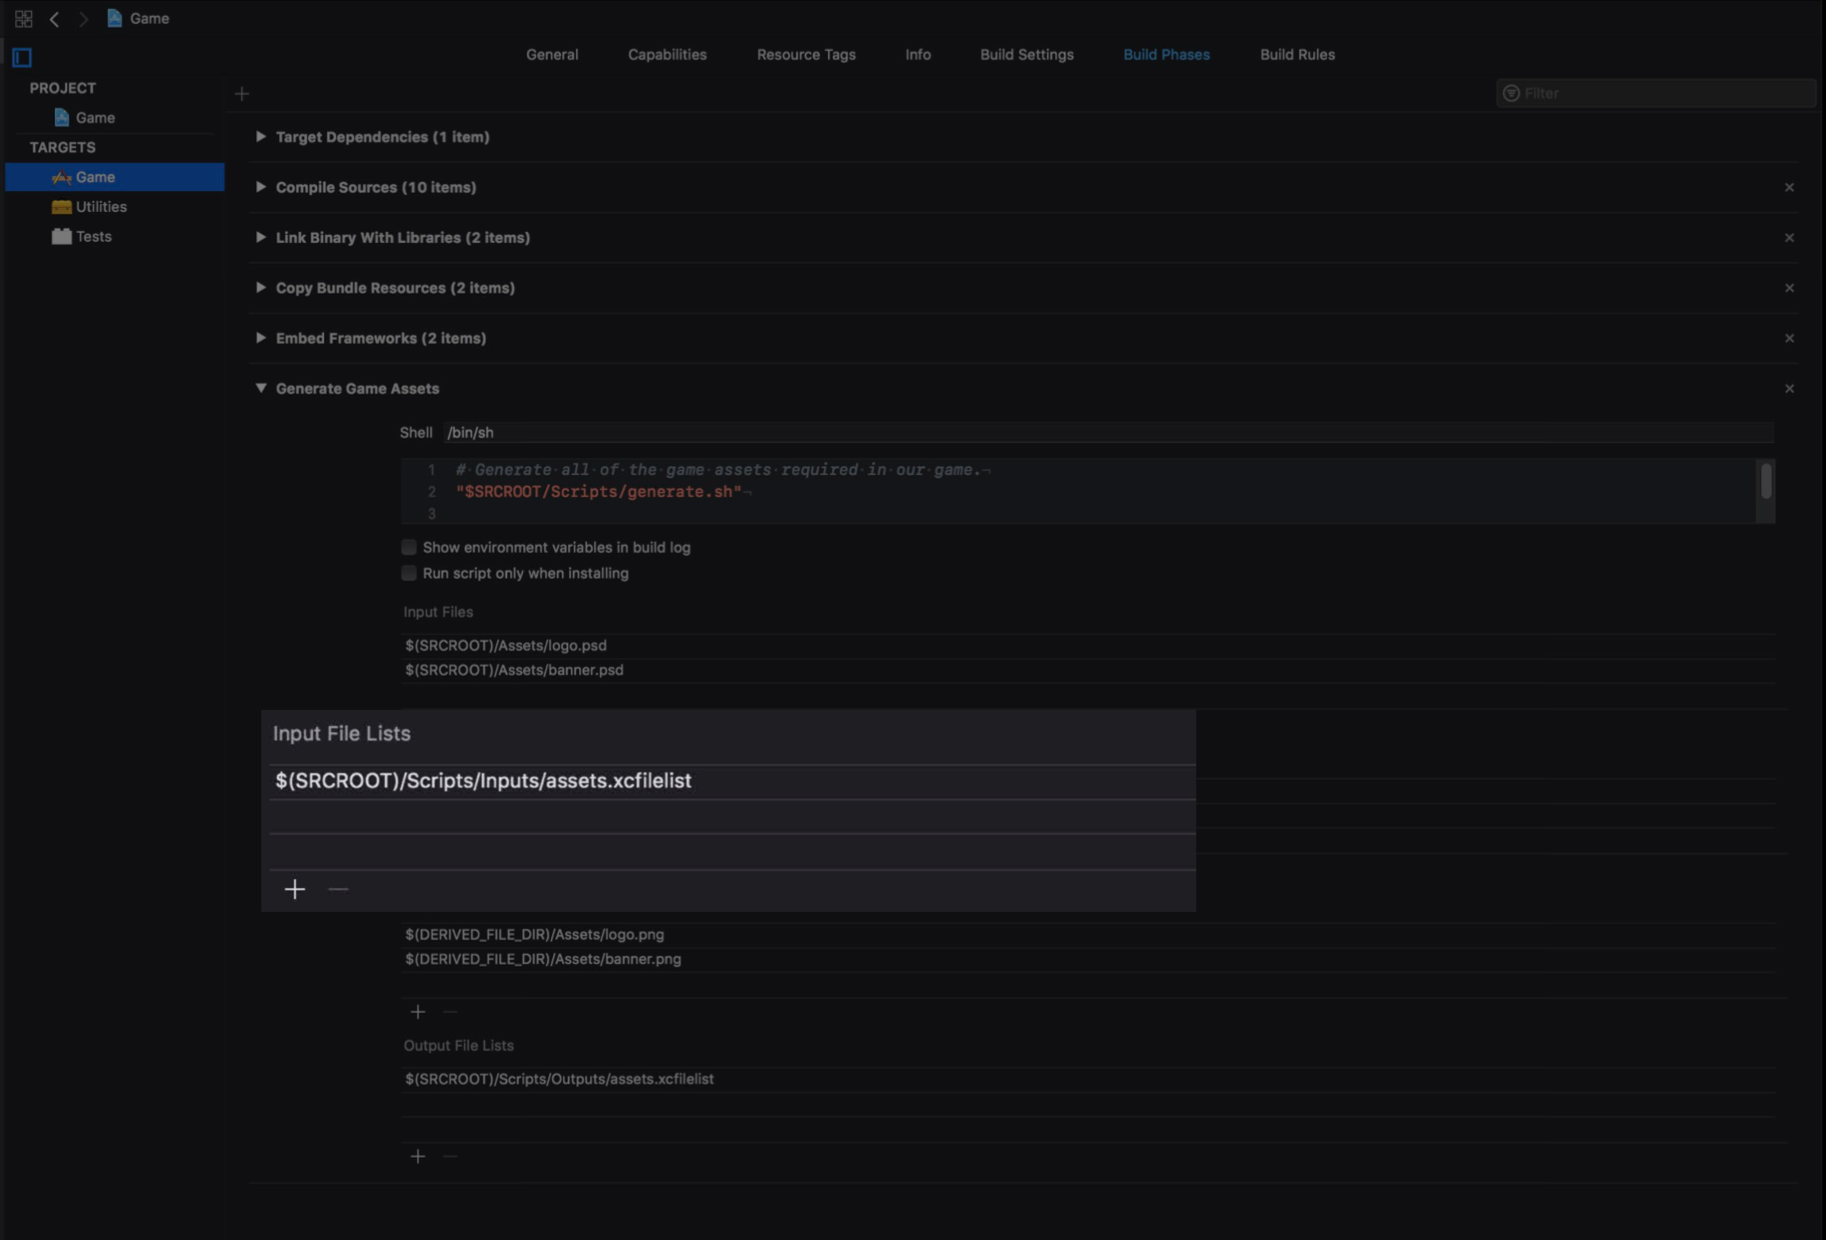 Game
General Capabilities Resource Tags Info Build Settings Build Phases Build Rules
PROJECT
Game
TARGETS
Game
Utilities
Tests
Filter
Target Dependencies (1 item)
Compile Sources (10 items)
Link Binary With Libraries (2 items)
Copy Bundle Resources (2 items)
Embed Frameworks (2 items)
Generate Game Assets
Shell /bin/sh
1 # Generate all of the game assets required in our game.
2 "$SRCROOT/Scripts/generate.sh"
3
Show environment variables in build log
Run script only when installing
Input Files
$(SRCROOT)/Assets/logo.psd
$(SRCROOT)/Assets/banner.psd
Input File Lists
$(SRCROOT)/Scripts/Inputs/assets.xcfilelist
$(DERIVED_FILE_DIR)/Assets/logo.png
$(DERIVED_FILE_DIR)/Assets/banner.png
Output File Lists
$(SRCROOT)/Scripts/Outputs/assets.xcfilelist